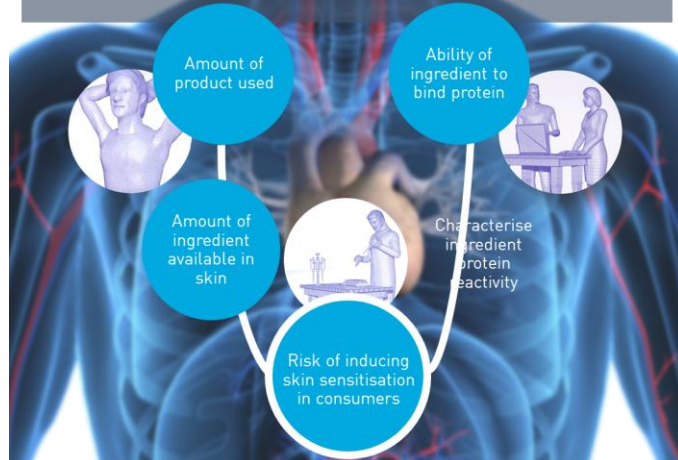 Amount of
product used
Ability of
ingredient to
bind protein
Amount of
ingredient
available in
skin
Characterise
ingredient
protein
reactivity
Risk of inducing
skin sensitisation
in consumers